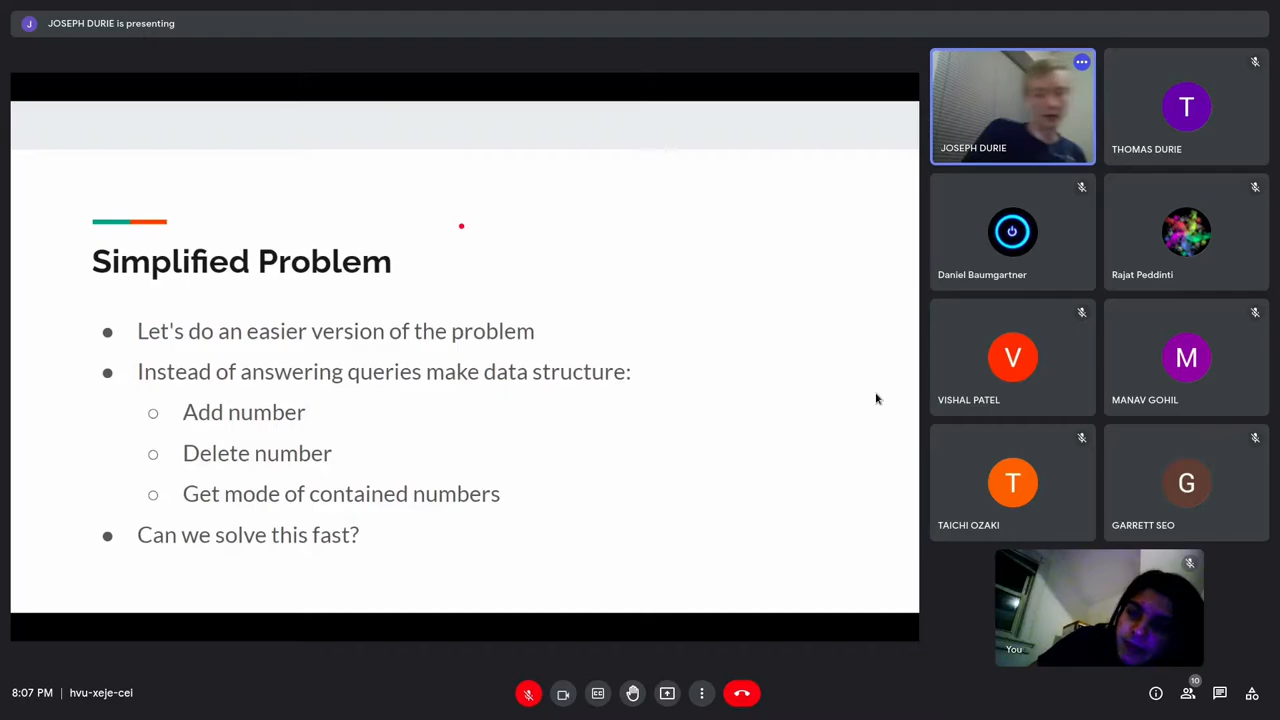 J JOSEPH DURIE is presenting
Simplified Problem
Let's do an easier version of the problem
Instead of answering queries make data structure:
Add number
Delete number
Get mode of contained numbers
Can we solve this fast?
JOSEPH DURIE
T
THOMAS DURIE
Daniel Baumgartner
Rajat Peddinti
V
VISHAL PATEL
M
MANAV GOHIL
T
TAICHI OZAKI
G
GARRETT SEO
You
8:07 PM | hvu-xeje-cei
CC
10